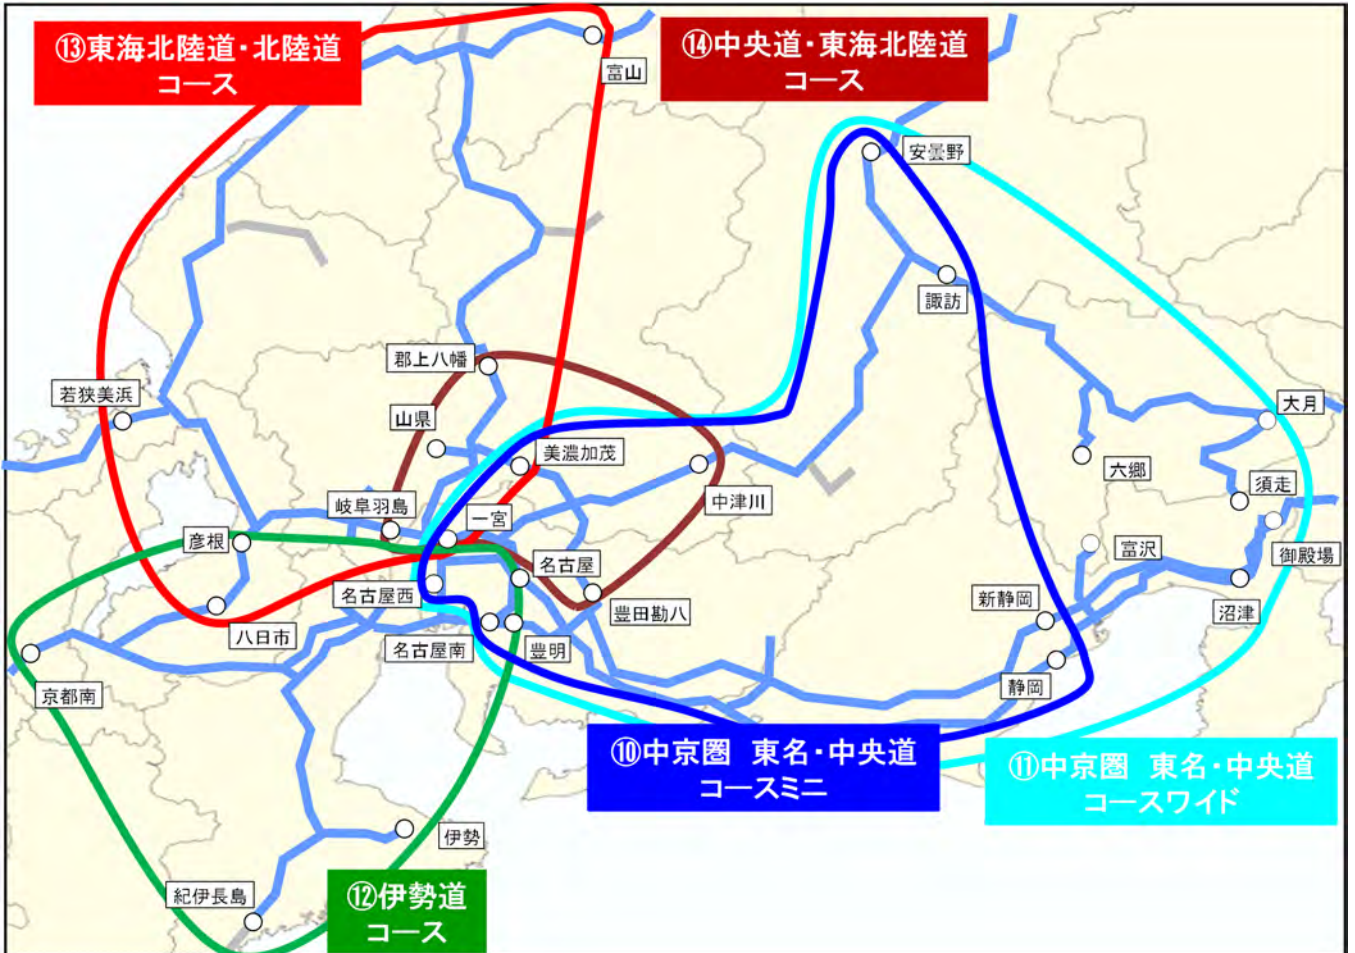 ⑬東海北陸道・北陸道
コース
富山
⑭中央道・東海北陸道
コース
安曇野
諏訪
郡上八幡
若狭美浜
山県
大月
美濃加茂
六郷
須走
中津川
岐阜羽島
一宮
彦根
富沢
御殿場
名古屋
名古屋西
豊田勘八
新静岡
沼津
八日市
名古屋南
豊明
京都南
静岡
⑩中京圏 東名・中央道
コースミニ
⑪中京圏 東名・中央道
コースワイド
伊勢
紀伊長島
⑫伊勢道
コース